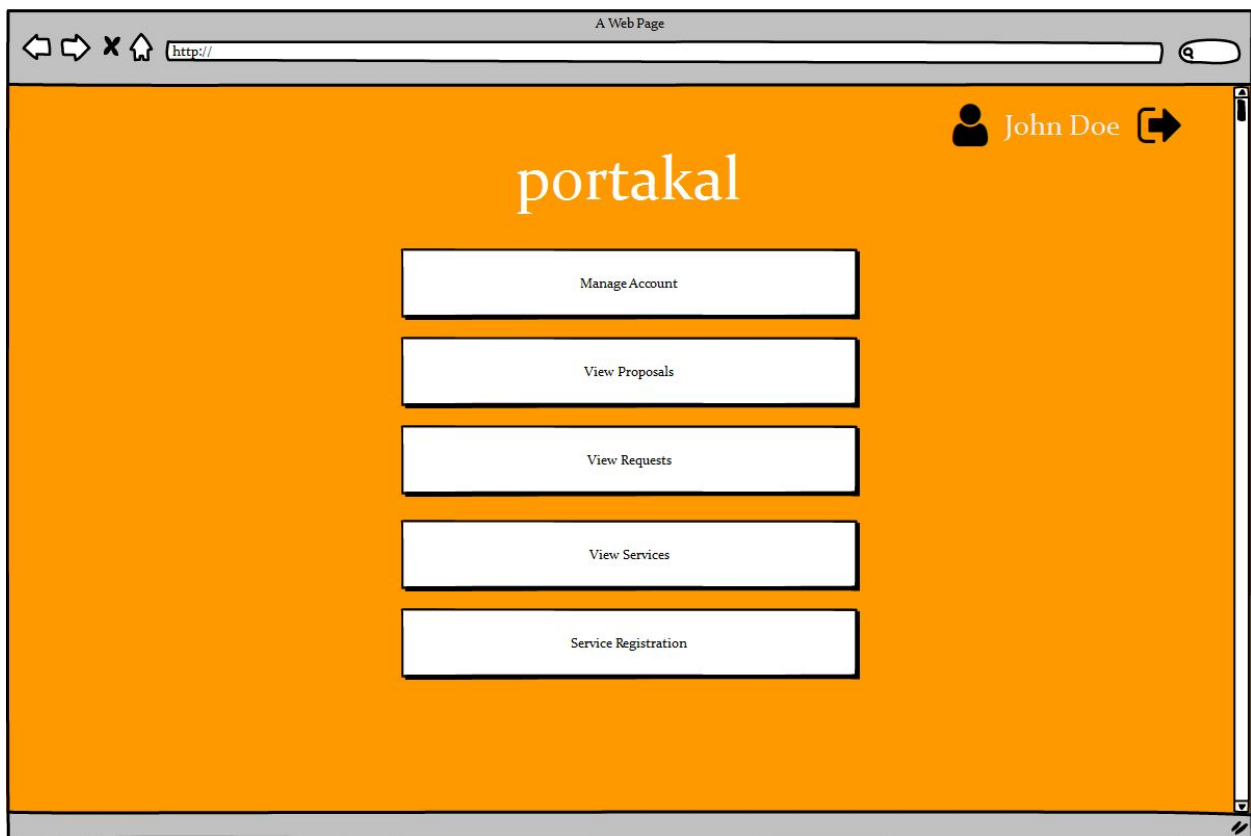 A Web Page
http://
John Doe
portakal
Manage Account
View Proposals
View Requests
View Services
Service Registration